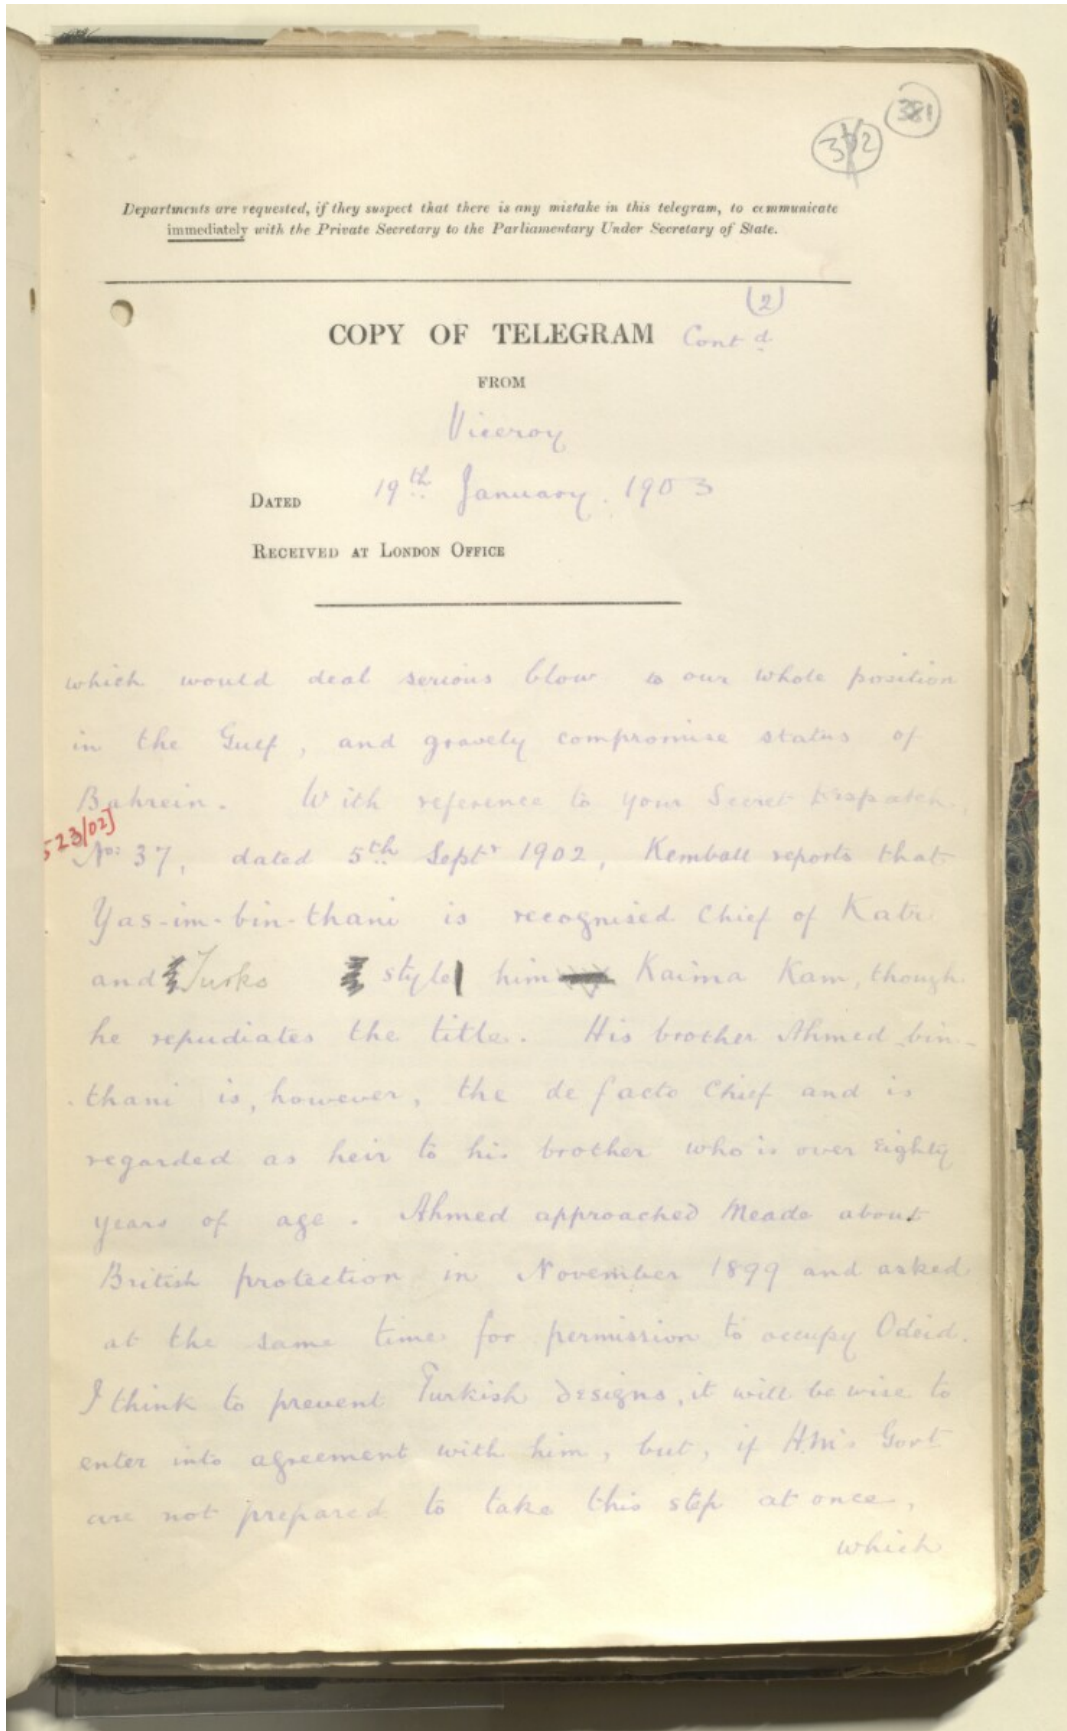 381
372
Departments are requested, if they suspect that there is any mistake in this telegram, to communicate
immediately with the Private Secretary to the Parliamentary Under Secretary of State.
(2)
COPY OF TELEGRAM Contd
FROM
Viceroy
DATED 19th January. 1903
RECEIVED AT LONDON OFFICE
which would deal serious blow to our whole position
in the Gulf, and gravely compromise status of
Bahrein. With reference to your Secret Despatch
523/02]
No: 37, dated 5th Septr 1902, Kemball reports that
Yas-im-bin-thani is recognised Chief of Katr
and Turks style him Kaima Kam, though
he repudiates the title. His brother Ahmed-bin-
-thani is, however, the de facto Chief and is
regarded as heir to his brother who is over eighty
years of age. Ahmed approached Meade about
British protection in November 1899 and asked
at the same time for permission to occupy Odeid.
I think to prevent Turkish designs, it will be wise to
enter into agreement with him, but, if HM's Govt
are not prepared to take this step at once,
which